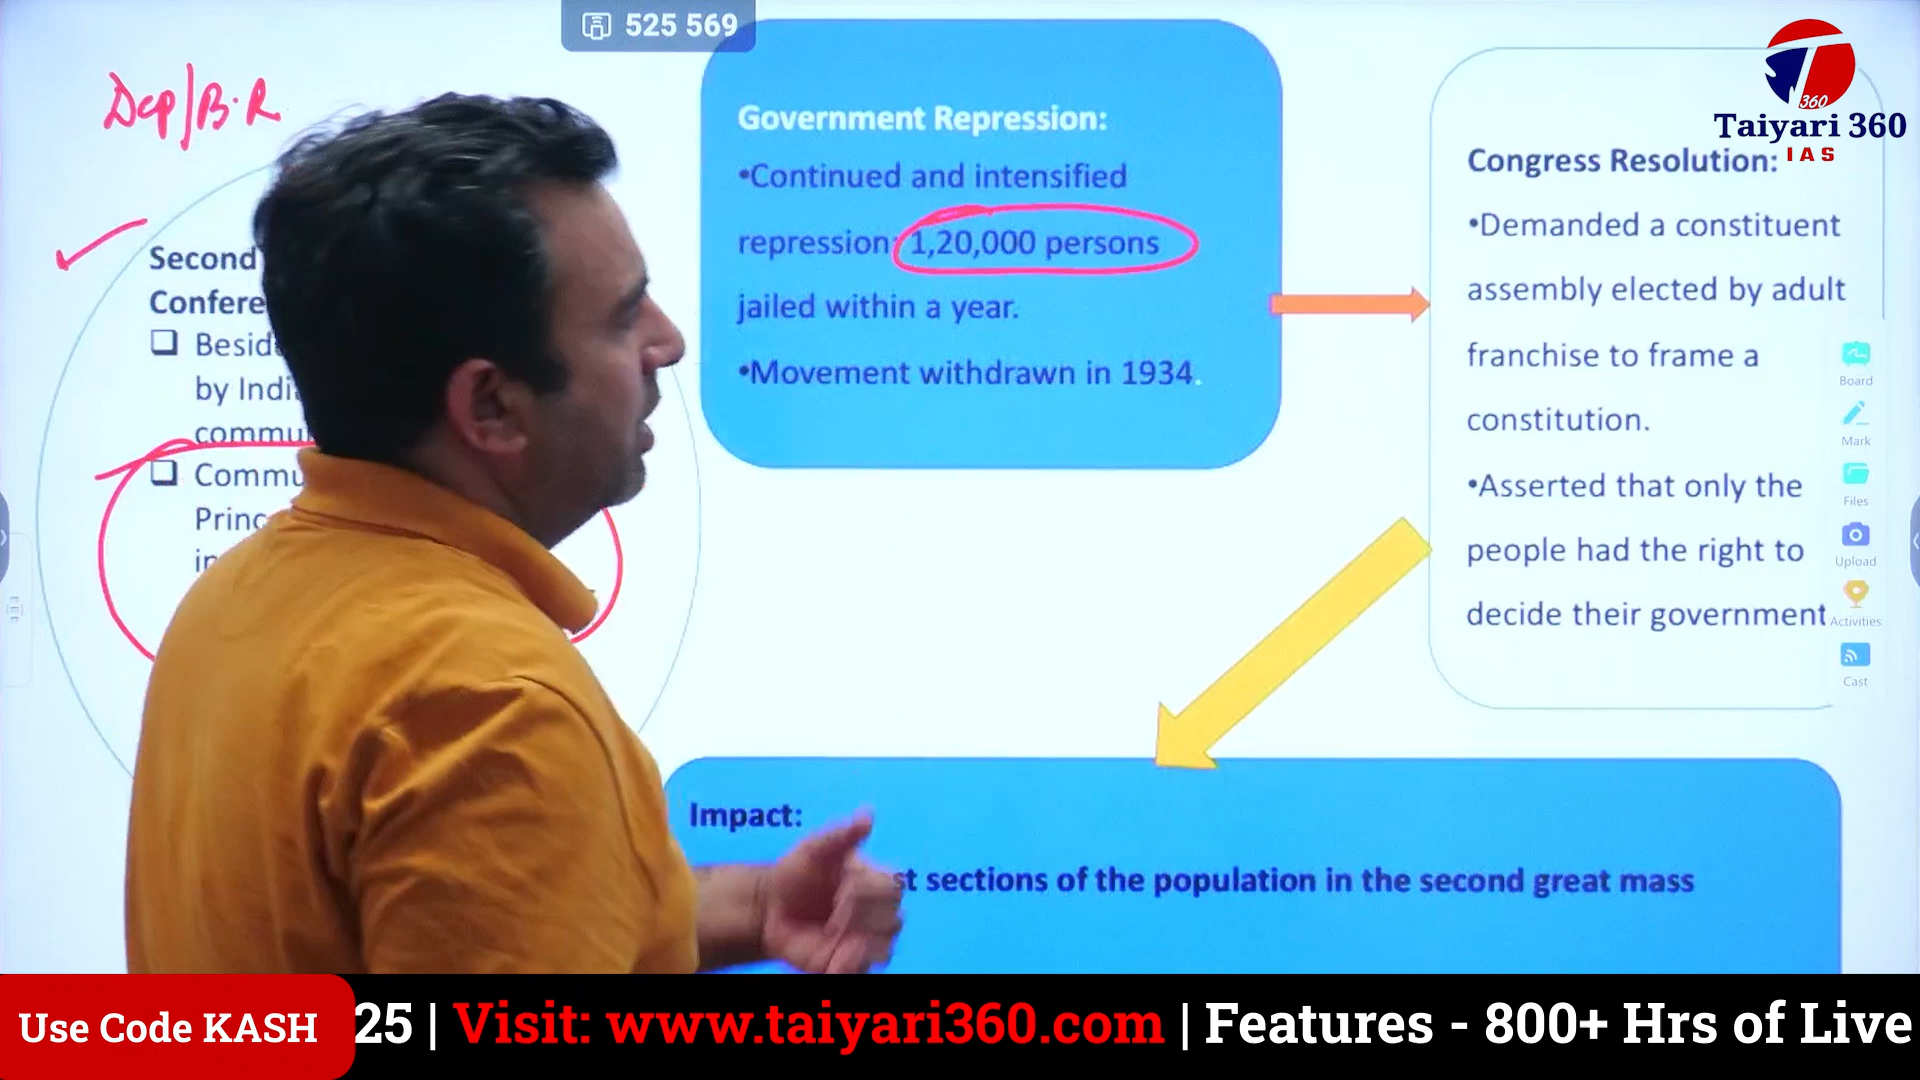 525 569
360
Taiyari 360
IAS
Dcp/B.R
Second
Confere
Besid
by Indi
commu
Commu
Princ
in
Government Repression:
•Continued and intensified
repression: 1,20,000 persons
jailed within a year.
•Movement withdrawn in 1934.
Congress Resolution:
•Demanded a constituent
assembly elected by adult
franchise to frame a
constitution.
•Asserted that only the
people had the right to
decide their government
Board
Mark
Files
Upload
Activities
Cast
Impact:
st sections of the population in the second great mass
Use Code KASH 25 | Visit: www.taiyari360.com | Features - 800+ Hrs of Live